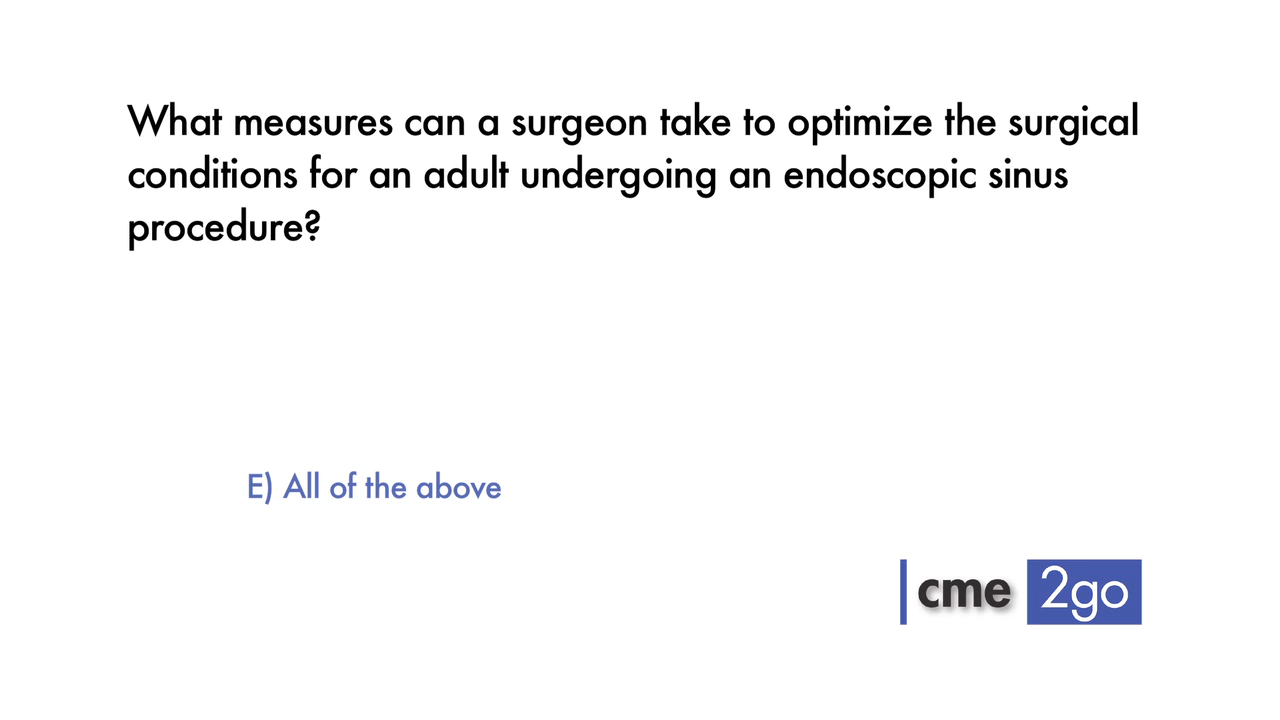 What measures can a surgeon take to optimize the surgical
conditions for an adult undergoing an endoscopic sinus
procedure?
E) All of the above
cme 2go